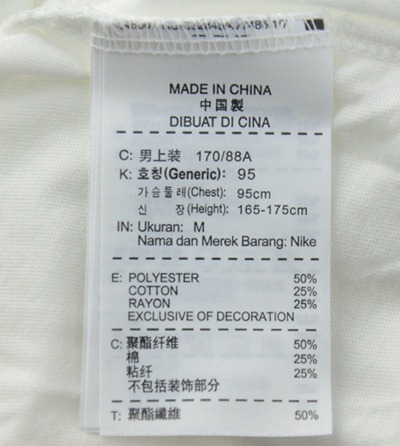 MADE IN CHINA
中国製
DIBUAT DI CINA
C: 男上装 170/88A
K: 호칭(Generic): 95
가슴둘레(Chest): 95cm
신 장(Height): 165-175cm
IN: Ukuran: M
Nama dan Merek Barang: Nike
E: POLYESTER 50%
COTTON 25%
RAYON 25%
EXCLUSIVE OF DECORATION
C: 聚酯纤维 50%
棉 25%
粘纤 25%
不包括装饰部分
T: 聚酯纖維 50%